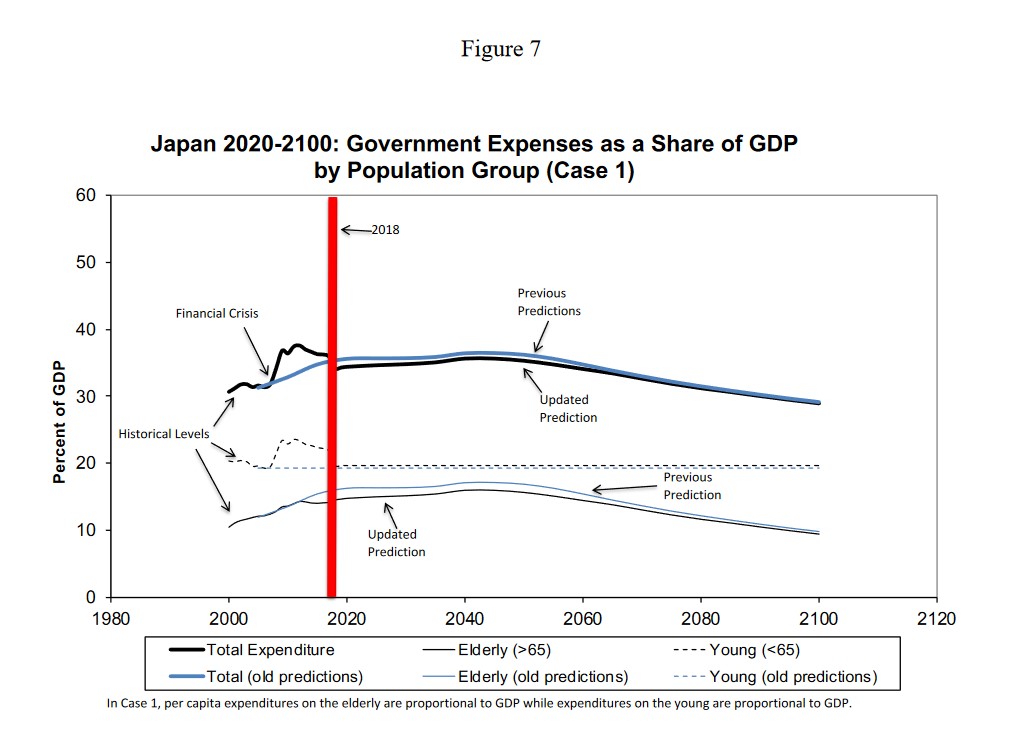 Figure 7
Japan 2020-2100: Government Expenses as a Share of GDP
by Population Group (Case 1)
60
50
40
30
20
10
0
Percent of GDP
2018
Financial Crisis
Previous
Predictions
Updated
Prediction
Historical Levels
Previous
Prediction
Updated
Prediction
1980
2000
2020
2040
2060
2080
2100
2120
Total Expenditure
Elderly (>65)
Young (<65)
Total (old predictions)
Elderly (old predictions)
Young (old predictions)
In Case 1, per capita expenditures on the elderly are proportional to GDP while expenditures on the young are proportional to GDP.